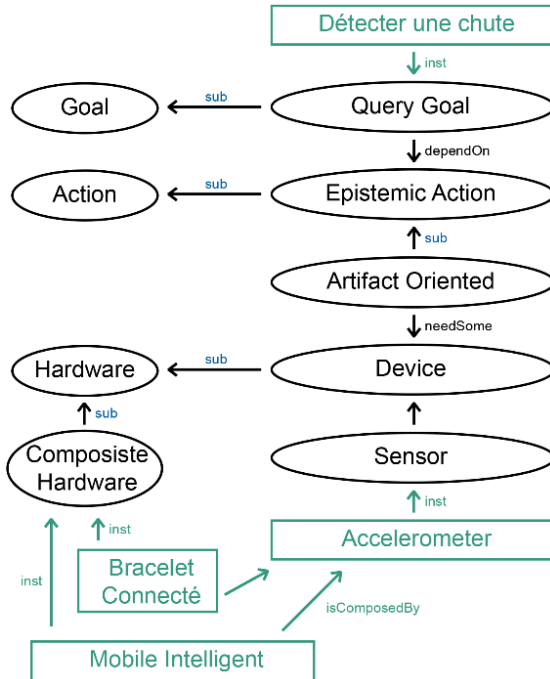 Détecter une chute
inst
Goal
sub
Query Goal
dependOn
Action
sub
Epistemic Action
sub
Artifact Oriented
needSome
Hardware
sub
Device
sub
Composiste
Hardware
Sensor
inst
inst
Accelerometer
Bracelet
Connecté
inst
isComposedBy
Mobile Intelligent